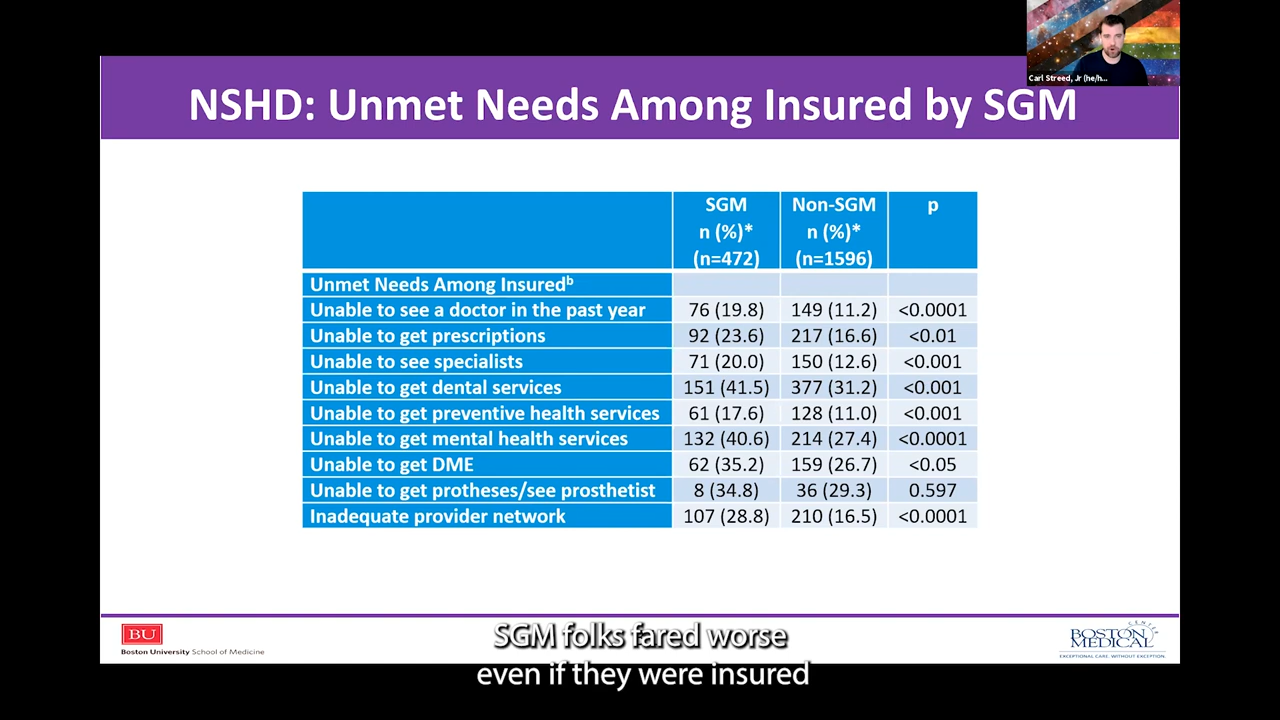 Carl Streed, Jr (he/h...
NSHD: Unmet Needs Among Insured by SGM
SGM n (%)* (n=472) Non-SGM n (%)* (n=1596) p
Unmet Needs Among Insuredᵇ
Unable to see a doctor in the past year 76 (19.8) 149 (11.2) <0.0001
Unable to get prescriptions 92 (23.6) 217 (16.6) <0.01
Unable to see specialists 71 (20.0) 150 (12.6) <0.001
Unable to get dental services 151 (41.5) 377 (31.2) <0.001
Unable to get preventive health services 61 (17.6) 128 (11.0) <0.001
Unable to get mental health services 132 (40.6) 214 (27.4) <0.0001
Unable to get DME 62 (35.2) 159 (26.7) <0.05
Unable to get protheses/see prosthetist 8 (34.8) 36 (29.3) 0.597
Inadequate provider network 107 (28.8) 210 (16.5) <0.0001
BU
Boston University School of Medicine
BOSTON
MEDICAL
CENTER
EXCEPTIONAL CARE. WITHOUT EXCEPTION.
SGM folks fared worse
even if they were insured